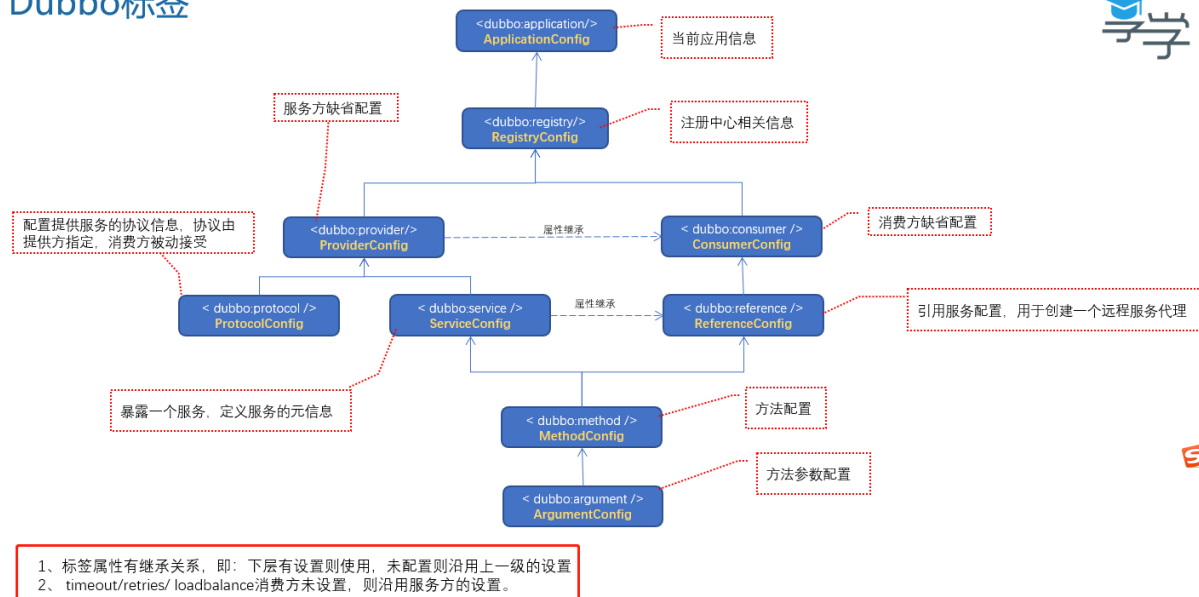 Dubbo标签
享学
<dubbo:application/>
ApplicationConfig
当前应用信息
服务方缺省配置
<dubbo:registry/>
RegistryConfig
注册中心相关信息
配置提供服务的协议信息，协议由
提供方指定，消费方被动接受
<dubbo:provider/>
ProviderConfig
属性继承
< dubbo:consumer />
ConsumerConfig
消费方缺省配置
< dubbo:protocol />
ProtocolConfig
< dubbo:service />
ServiceConfig
属性继承
< dubbo:reference />
ReferenceConfig
引用服务配置，用于创建一个远程服务代理
暴露一个服务，定义服务的元信息
< dubbo:method />
MethodConfig
方法配置
< dubbo:argument />
ArgumentConfig
方法参数配置
1、标签属性有继承关系，即：下层有设置则使用，未配置则沿用上一级的设置
2、 timeout/retries/ loadbalance消费方未设置，则沿用服务方的设置。